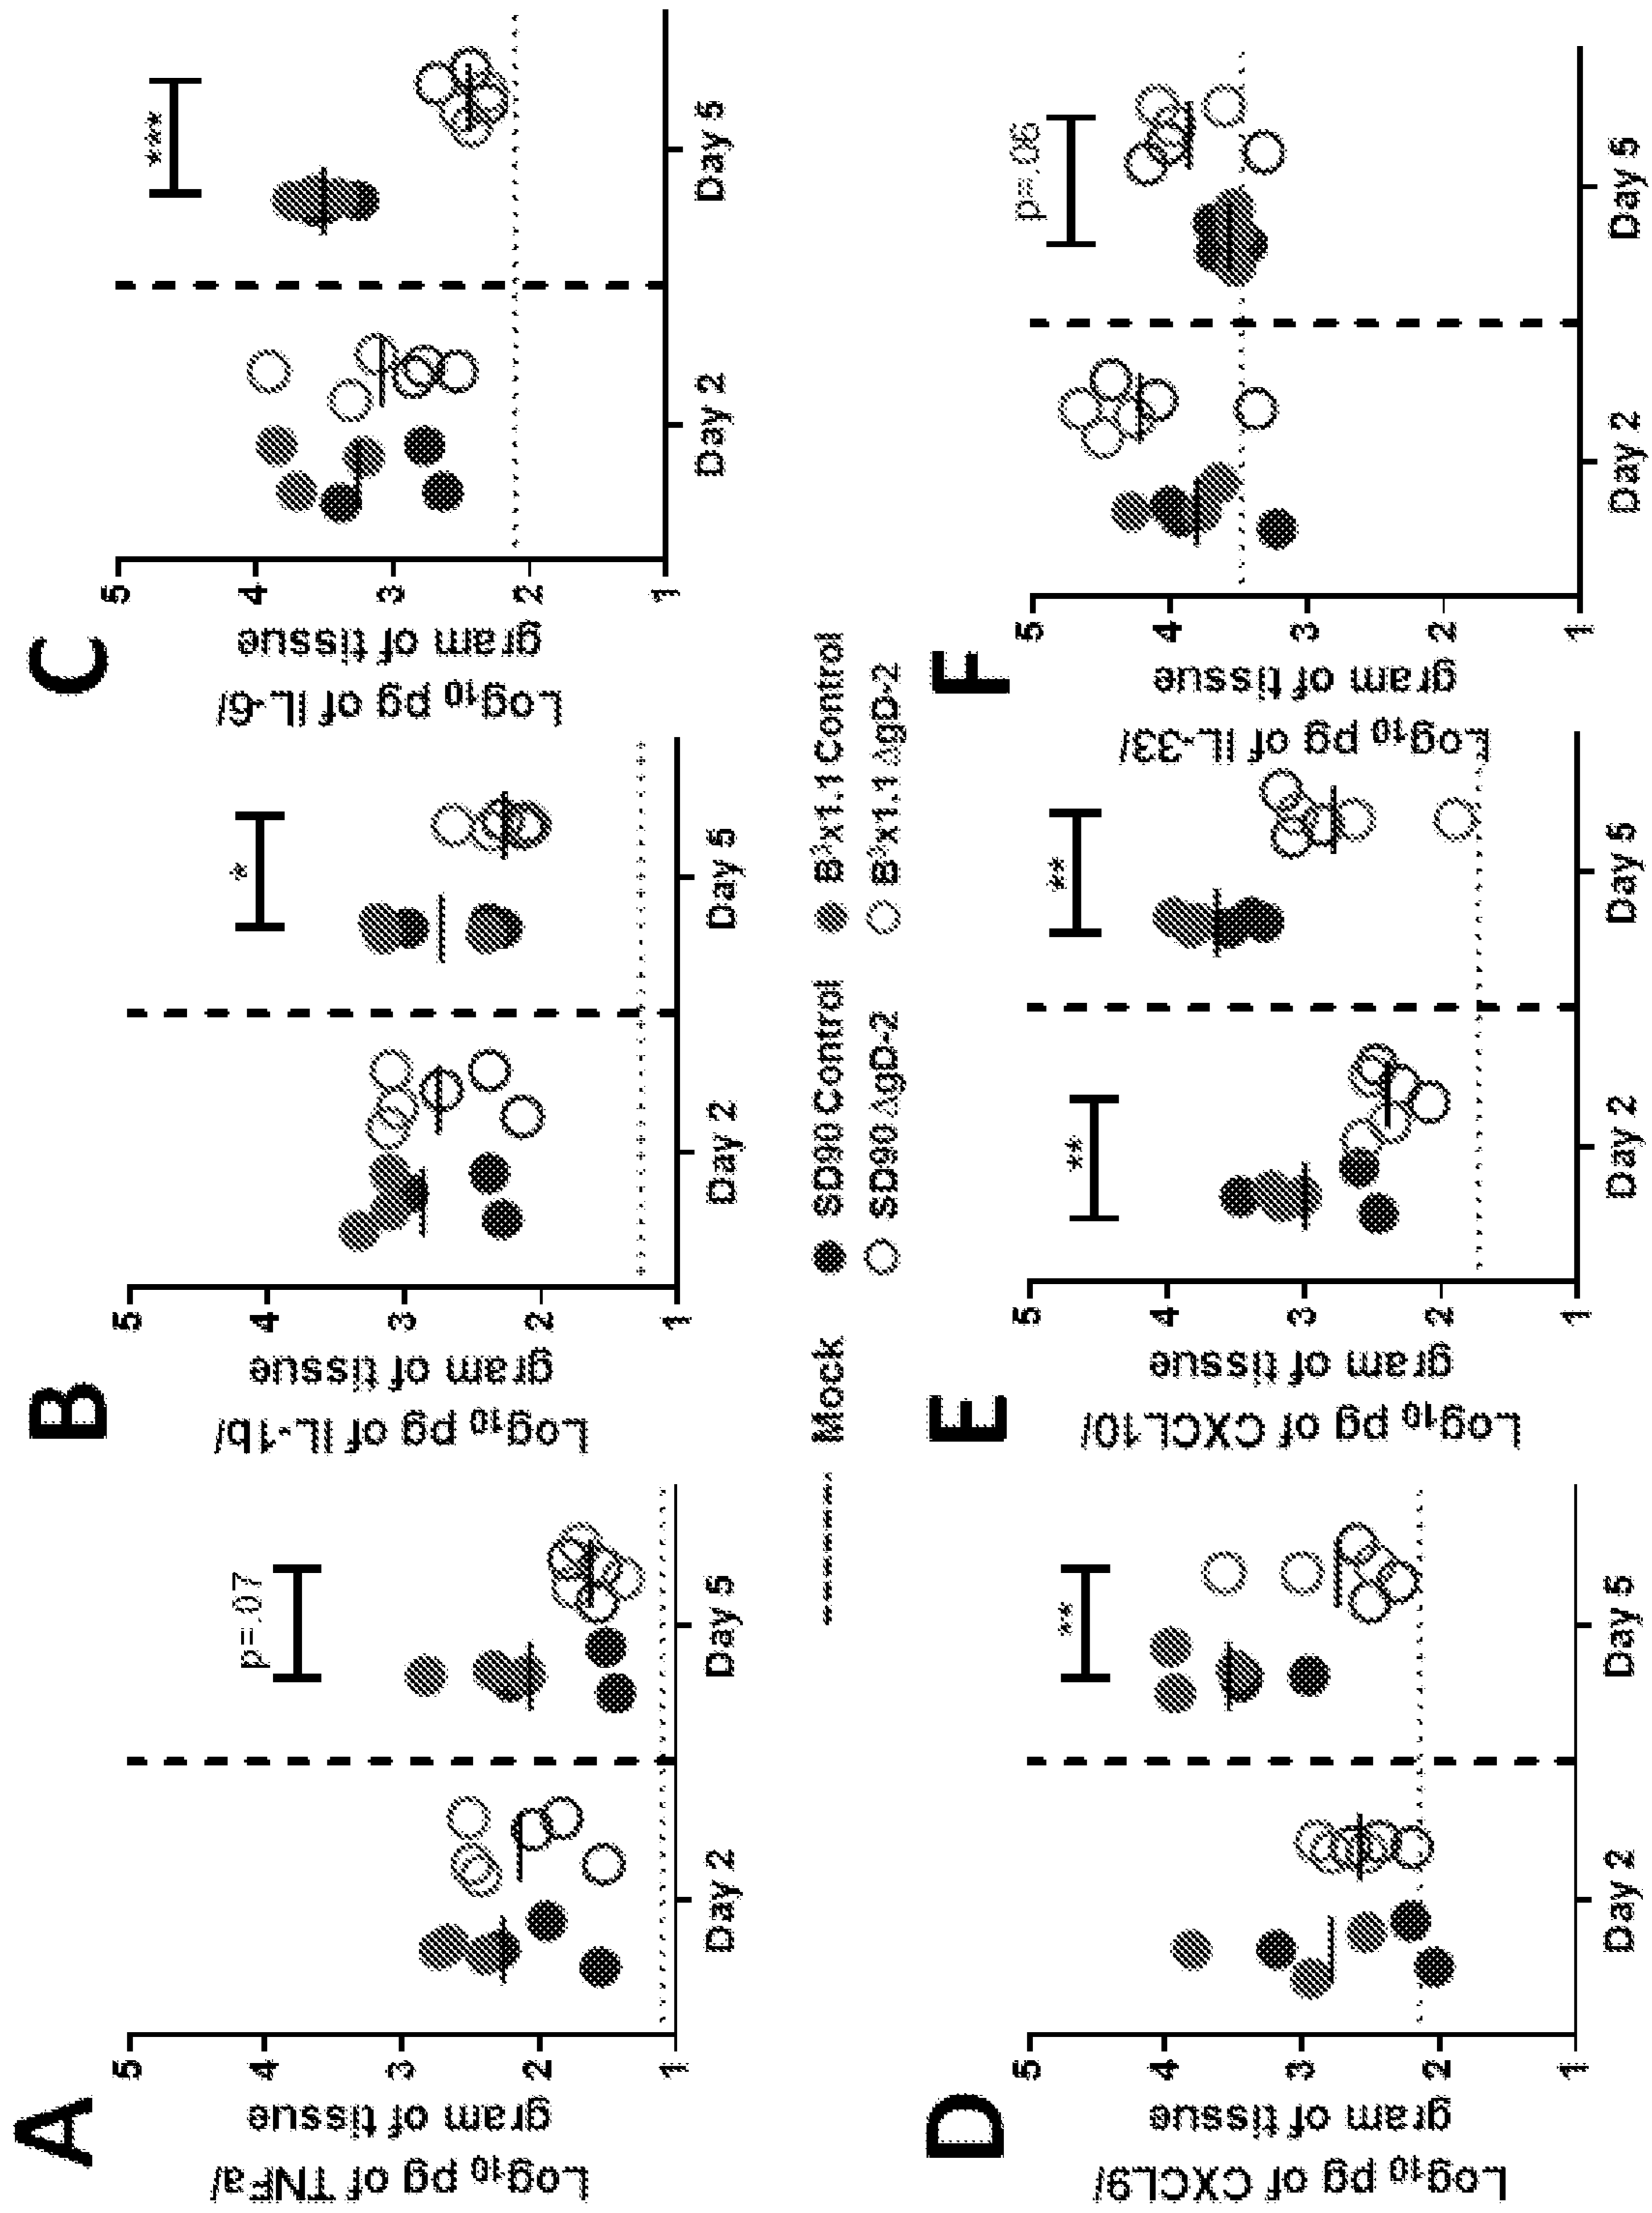 A
Log10 pg of TNFa/
gram of tissue
5
4
3
2
1
p=.07
Day 2
Day 5
B
Log10 pg of IL-1b/
gram of tissue
5
4
3
2
1
*
Day 2
Day 5
C
Log10 pg of IL-6/
gram of tissue
5
4
3
2
1
***
Day 2
Day 5
Mock
SD90 Control
B³x1.1 Control
SD90 ΔgD-2
B³x1.1 ΔgD-2
D
Log10 pg of CXCL9/
gram of tissue
5
4
3
2
1
**
Day 2
Day 5
E
Log10 pg of CXCL10/
gram of tissue
5
4
3
2
1
**
**
Day 2
Day 5
F
Log10 pg of IL-33/
gram of tissue
5
4
3
2
1
p=.06
Day 2
Day 5